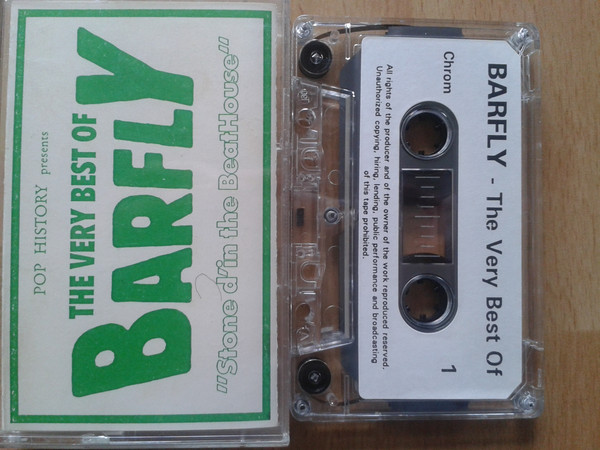 POP HISTORY presents
THE VERY BEST OF
BARFLY
"Stone d'in the BeatHouse"
BARFLY - The Very Best Of
Chrom
1
All rights of the producer and of the owner of the work reproduced reserved.
Unauthorized copying, hiring, lending, public performance and broadcasting
of this tape prohibited.